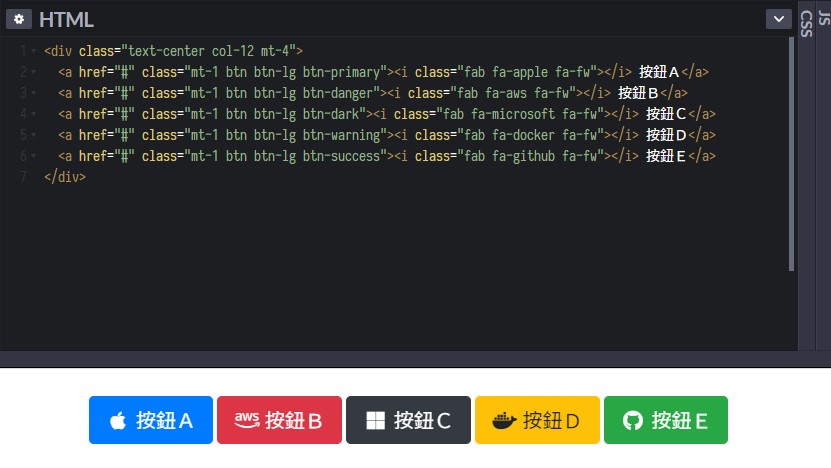 HTML
CSS
JS
1 <div class="text-center col-12 mt-4">
2 <a href="#" class="mt-1 btn btn-lg btn-primary"><i class="fab fa-apple fa-fw"></i> 按鈕A</a>
3 <a href="#" class="mt-1 btn btn-lg btn-danger"><i class="fab fa-aws fa-fw"></i> 按鈕B</a>
4 <a href="#" class="mt-1 btn btn-lg btn-dark"><i class="fab fa-microsoft fa-fw"></i> 按鈕C</a>
5 <a href="#" class="mt-1 btn btn-lg btn-warning"><i class="fab fa-docker fa-fw"></i> 按鈕D</a>
6 <a href="#" class="mt-1 btn btn-lg btn-success"><i class="fab fa-github fa-fw"></i> 按鈕E</a>
7 </div>
按鈕A aws 按鈕B 按鈕C 按鈕D 按鈕E